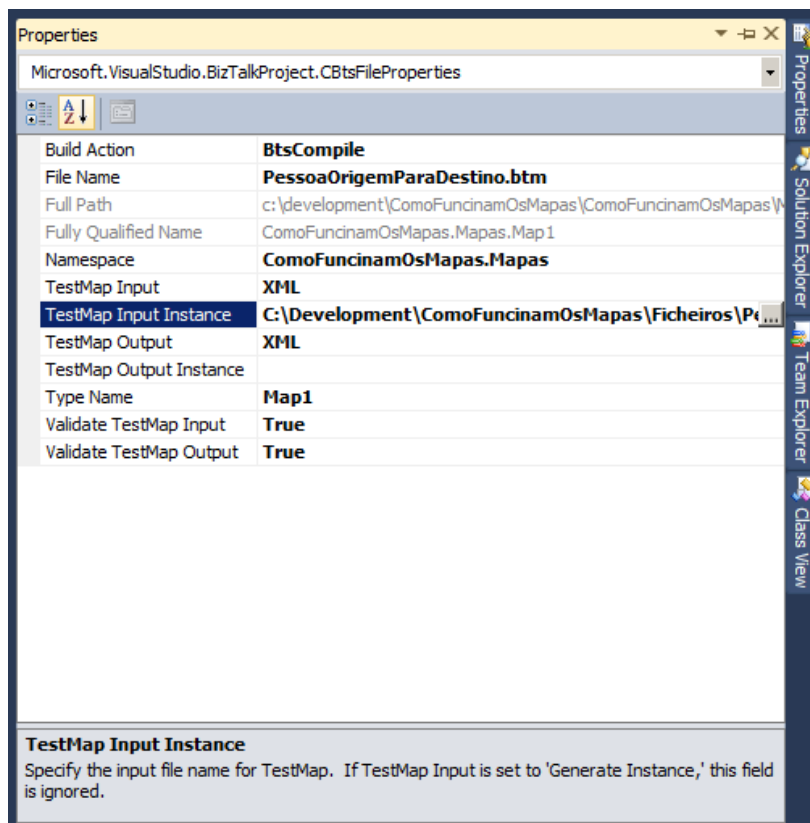 Properties
Microsoft.VisualStudio.BizTalkProject.CBtsFileProperties
Build Action BtsCompile
File Name PessoaOrigemParaDestino.btm
Full Path c:\development\ComoFuncinamOsMapas\ComoFuncinamOsMapas\M
Fully Qualified Name ComoFuncinamOsMapas.Mapas.Map1
Namespace ComoFuncinamOsMapas.Mapas
TestMap Input XML
TestMap Input Instance C:\Development\ComoFuncinamOsMapas\Ficheiros\Pe ...
TestMap Output XML
TestMap Output Instance
Type Name Map1
Validate TestMap Input True
Validate TestMap Output True
TestMap Input Instance
Specify the input file name for TestMap. If TestMap Input is set to 'Generate Instance,' this field
is ignored.
Properties
Solution Explorer
Team Explorer
Class View